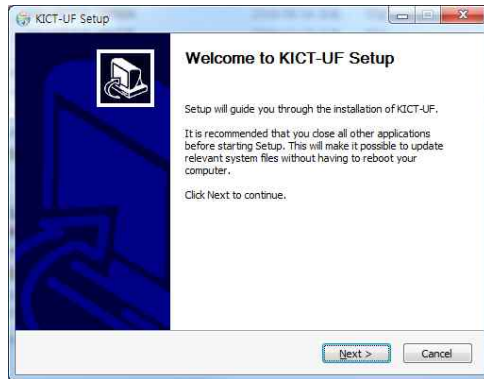 KICT-UF Setup
Welcome to KICT-UF Setup
Setup will guide you through the installation of KICT-UF.
It is recommended that you close all other applications
before starting Setup. This will make it possible to update
relevant system files without having to reboot your
computer.
Click Next to continue.
Next >
Cancel